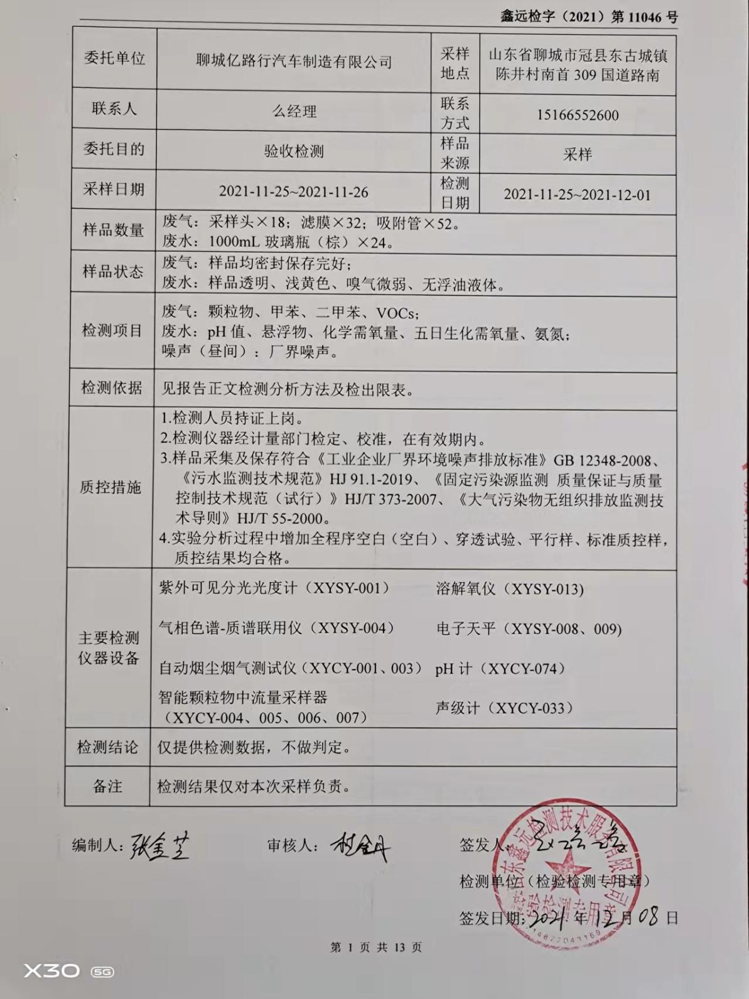 鑫远检字（2021）第 11046 号
委托单位
聊城亿路行汽车制造有限公司
采样
地点
山东省聊城市冠县东古城镇
陈井村南首 309 国道路南
联系人
么经理
联系
方式
15166552600
委托目的
验收检测
样品
来源
采样
采样日期
2021-11-25~2021-11-26
检测
日期
2021-11-25~2021-12-01
样品数量
废气：采样头×18；滤膜×32；吸附管×52。
废水：1000mL 玻璃瓶（棕）×24。
样品状态
废气：样品均密封保存完好；
废水：样品透明、浅黄色、嗅气微弱、无浮油液体。
检测项目
废气：颗粒物、甲苯、二甲苯、VOCs；
废水：pH 值、悬浮物、化学需氧量、五日生化需氧量、氨氮；
噪声（昼间）：厂界噪声。
检测依据
见报告正文检测分析方法及检出限表。
质控措施
1.检测人员持证上岗。
2.检测仪器经计量部门检定、校准，在有效期内。
3.样品采集及保存符合《工业企业厂界环境噪声排放标准》GB 12348-2008、
《污水监测技术规范》HJ 91.1-2019、《固定污染源监测 质量保证与质量
控制技术规范（试行）》HJ/T 373-2007、《大气污染物无组织排放监测技
术导则》HJ/T 55-2000。
4.实验分析过程中增加全程序空白（空白）、穿透试验、平行样、标准质控样，
质控结果均合格。
主要检测
仪器设备
紫外可见分光光度计（XYSY-001） 溶解氧仪（XYSY-013)
气相色谱-质谱联用仪（XYSY-004） 电子天平（XYSY-008、009)
自动烟尘烟气测试仪（XYCY-001、003） pH 计（XYCY-074）
智能颗粒物中流量采样器
（XYCY-004、005、006、007） 声级计（XYCY-033）
检测结论
仅提供检测数据，不做判定。
备注
检测结果仅对本次采样负责。
编制人：张金芝 审核人： 签发人：
检测单位（检验检测专用章）
签发日期：2021 年 12 月 08 日
山东鑫远检测技术服务有限公司
检验检测专用章
第 1 页 共 13 页
X30 5G